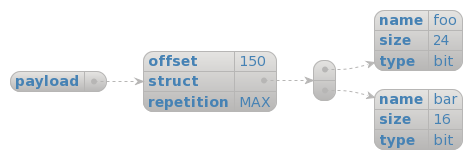 payload
offset 150
struct
repetition MAX
name foo
size 24
type bit
name bar
size 16
type bit